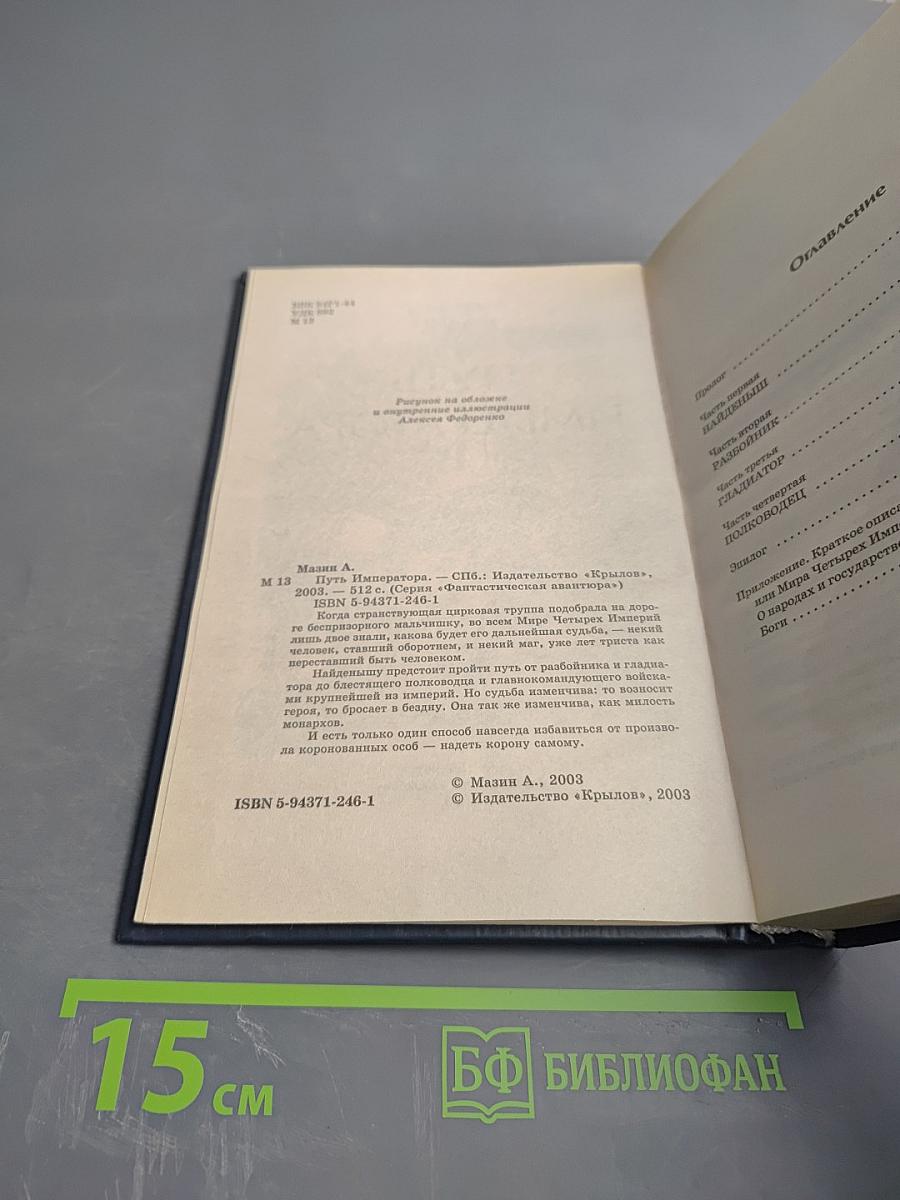 М 13
Рисунок на обложке
и внутренние иллюстрации
Алексея Федоренко
Мазин А.
М 13 Путь Императора. — СПб.: Издательство «Крылов»,
2003. — 512 с. (Серия «Фантастическая авантюра»)
ISBN 5-94371-246-1
Когда странствующая цирковая труппа подобрала на доро-
ге беспризорного мальчишку, во всем Мире Четырех Империй
лишь двое знали, какова будет его дальнейшая судьба, — некий
человек, ставший оборотнем, и некий маг, уже лет триста как
переставший быть человеком.
Найденышу предстоит пройти путь от разбойника и гладиа-
тора до блестящего полководца и главнокомандующего войска-
ми крупнейшей из империй. Но судьба изменчива: то возносит
героя, то бросает в бездну. Она так же изменчива, как милость
монархов.
И есть только один способ навсегда избавиться от произво-
ла коронованных особ — надеть корону самому.
ISBN 5-94371-246-1
© Мазин А., 2003
© Издательство «Крылов», 2003
Оглавление
Пролог
Часть первая
НАЙДЕНЫШ
Часть вторая
РАЗБОЙНИК
Часть третья
ГЛАДИАТОР
Часть четвертая
ПОЛКОВОДЕ�ц
Эпилог
Приложение. Краткое описа
или Мира Четырех Имп
О народах и государстве
Боги
15 см
БФ БИБЛИОФАН